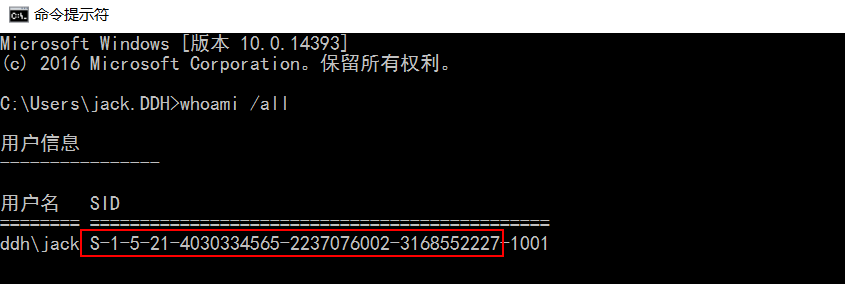 命令提示符
Microsoft Windows [版本 10.0.14393]
(c) 2016 Microsoft Corporation。保留所有权利。
C:\Users\jack.DDH>whoami /all
用户信息
----------------
用户名   SID
======== ==============================================
ddh\jack S-1-5-21-4030334565-2237076002-3168552227-1001